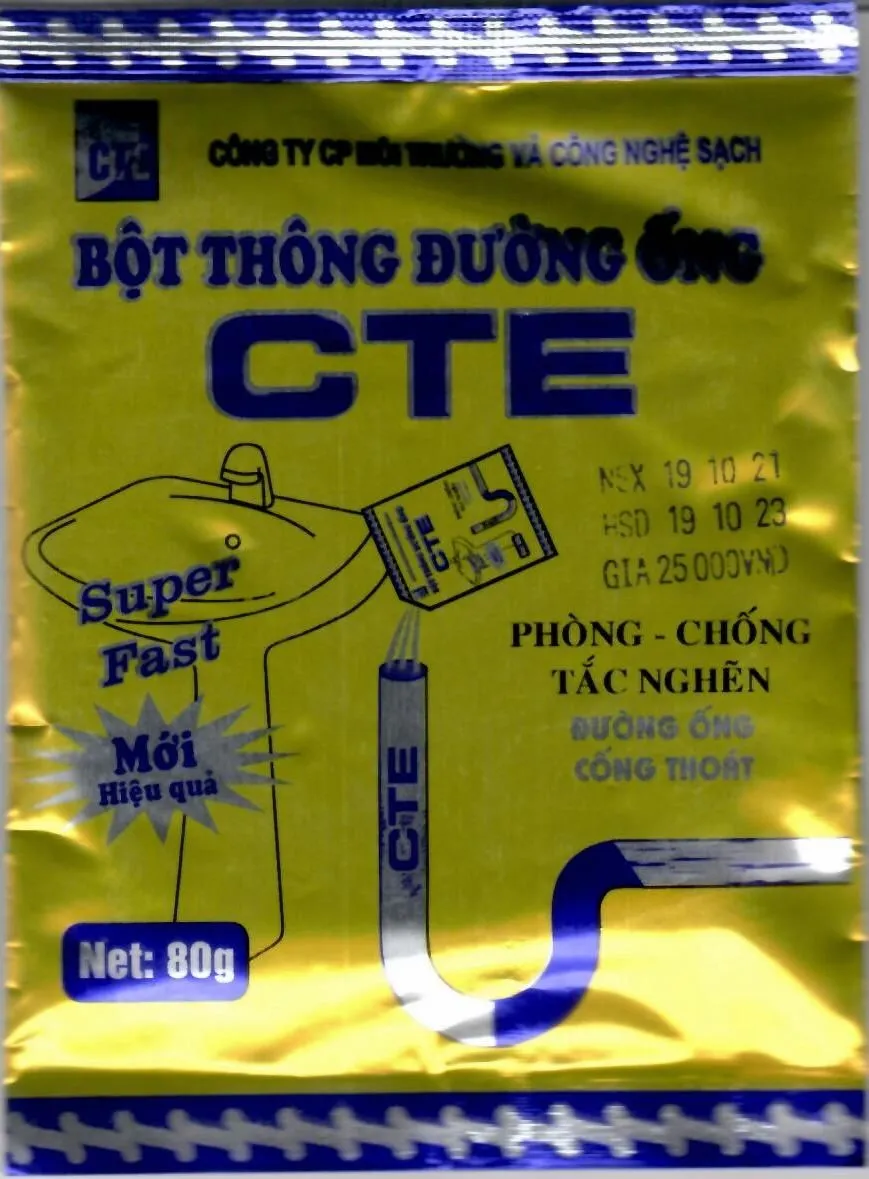 CTE
CÔNG TY CP MÔI TRƯỜNG VÀ CÔNG NGHỆ SẠCH
BỘT THÔNG ĐƯỜNG ỐNG
CTE
NSX 19 10 21
HSD 19 10 23
GIA 25 000VND
CTE
Super
Fast
PHÒNG - CHỐNG
TẮC NGHẼN
ĐƯỜNG ỐNG
CỐNG THOÁT
Mới
Hiệu quả
CTE
Net: 80g